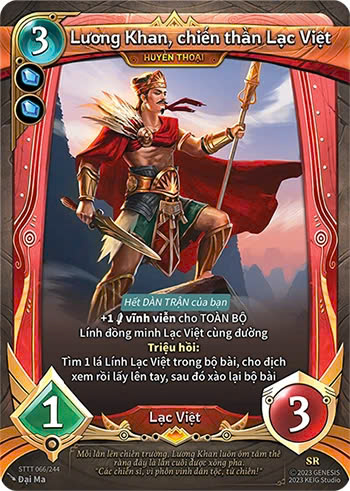 3
Lương Khan, chiến thần Lạc Việt
HUYỀN THOẠI
Hết DÀN TRẬN của bạn
+1 vĩnh viễn cho TOÀN BỘ
Lính đồng minh Lạc Việt cùng đường
Triệu hồi:
Tìm 1 lá Lính Lạc Việt trong bộ bài, cho địch
xem rồi lấy lên tay, sau đó xào lại bộ bài
1
Lạc Việt
3
SR
Mỗi lần lên chiến trường, Lương Khan luôn ôm tâm thế
rằng đây là lần cuối được xông pha.
"Các chiến sĩ, vì phồn vinh dân tộc, tử chiến!"
STTT 066/244
Đại Ma
© 2023 GENESIS
2023 KEIG Studio